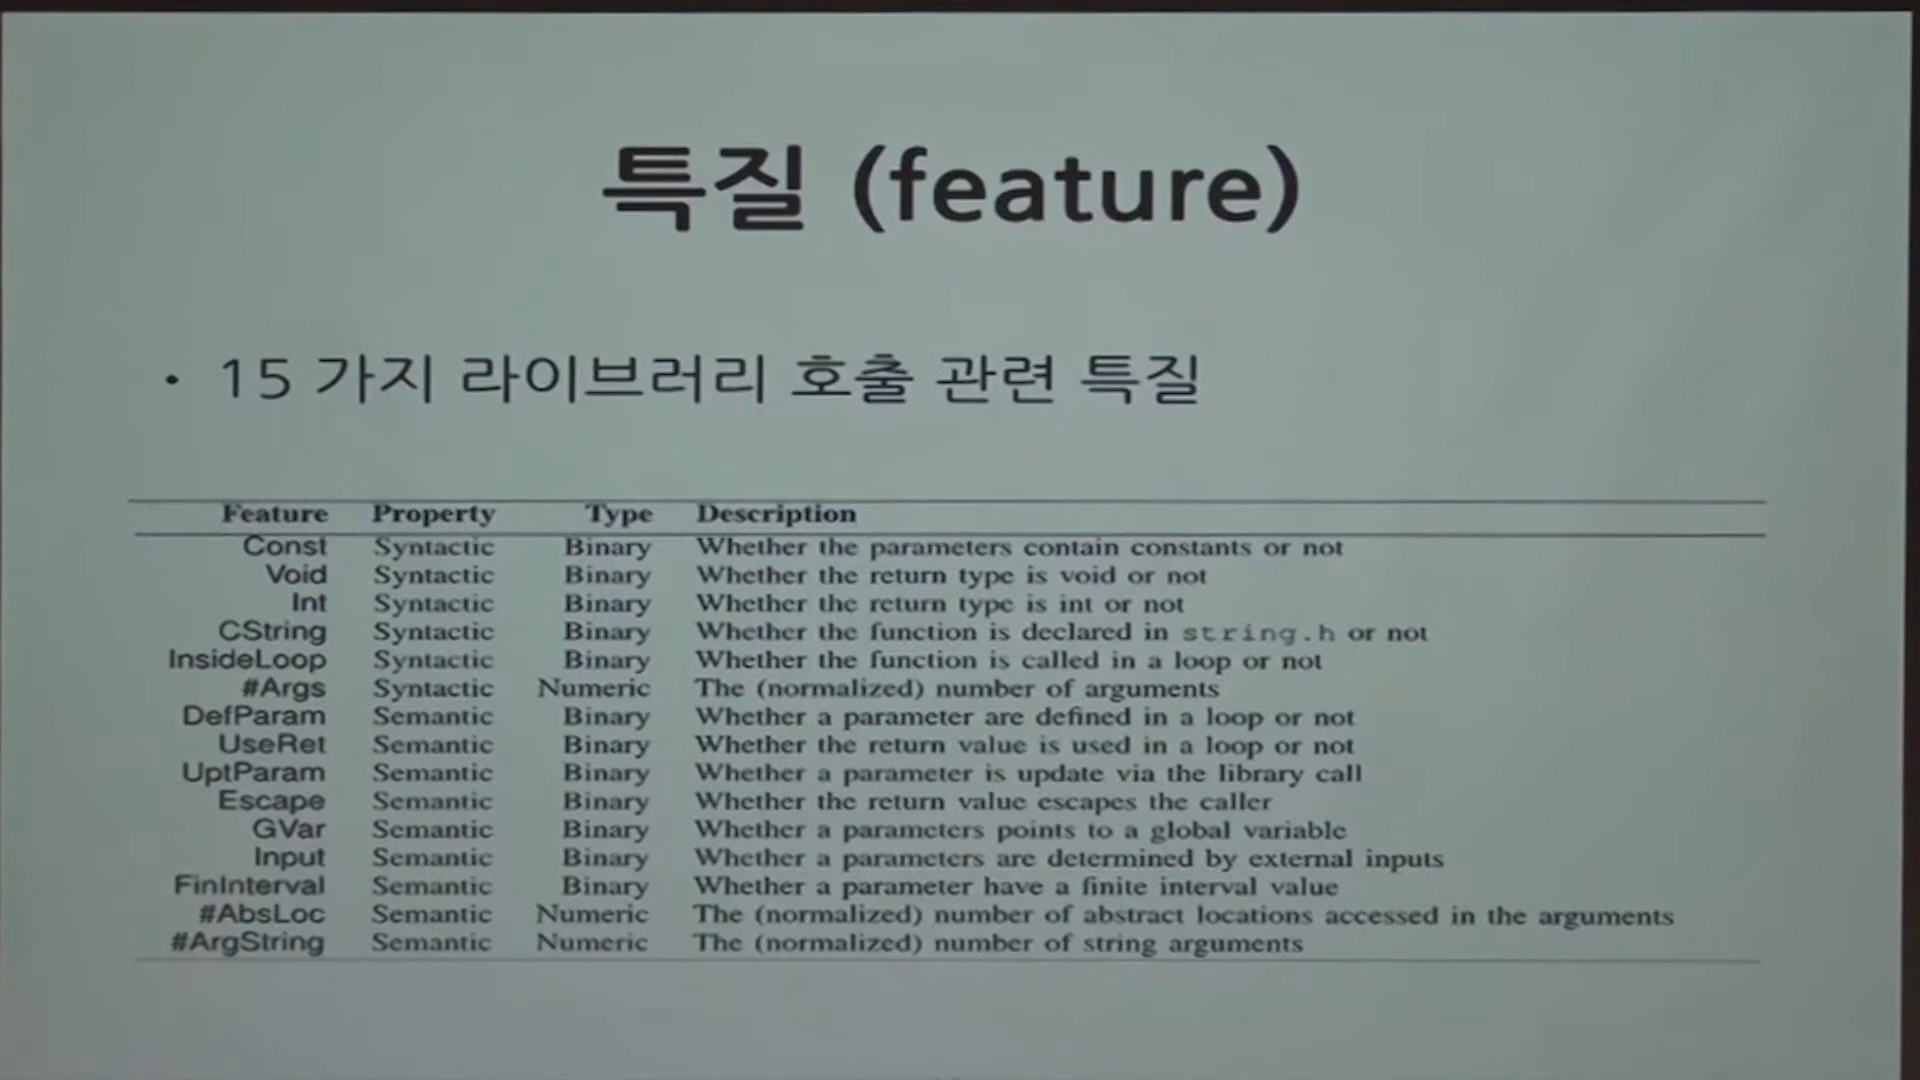 특질 (feature)
• 15 가지 라이브러리 호출 관련 특질
Feature Property Type Description
Const Syntactic Binary Whether the parameters contain constants or not
Void Syntactic Binary Whether the return type is void or not
Int Syntactic Binary Whether the return type is int or not
CString Syntactic Binary Whether the function is declared in string.h or not
InsideLoop Syntactic Binary Whether the function is called in a loop or not
#Args Syntactic Numeric The (normalized) number of arguments
DefParam Semantic Binary Whether a parameter are defined in a loop or not
UseRet Semantic Binary Whether the return value is used in a loop or not
UptParam Semantic Binary Whether a parameter is update via the library call
Escape Semantic Binary Whether the return value escapes the caller
GVar Semantic Binary Whether a parameters points to a global variable
Input Semantic Binary Whether a parameters are determined by external inputs
FinInterval Semantic Binary Whether a parameter have a finite interval value
#AbsLoc Semantic Numeric The (normalized) number of abstract locations accessed in the arguments
#ArgString Semantic Numeric The (normalized) number of string arguments